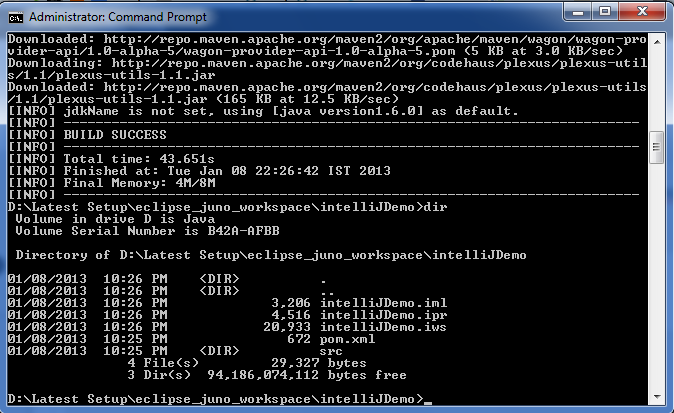 Administrator: Command Prompt
Downloaded: http://repo.maven.apache.org/maven2/org/apache/maven/wagon/wagon-pro
vider-api/1.0-alpha-5/wagon-provider-api-1.0-alpha-5.pom (5 KB at 3.0 KB/sec)
Downloading: http://repo.maven.apache.org/maven2/org/codehaus/plexus/plexus-util
s/1.1/plexus-utils-1.1.jar
Downloaded: http://repo.maven.apache.org/maven2/org/codehaus/plexus/plexus-utils
/1.1/plexus-utils-1.1.jar (165 KB at 12.5 KB/sec)
[INFO] jdkName is not set, using [java version1.6.0] as default.
[INFO] ------------------------------------------------------------------------
[INFO] BUILD SUCCESS
[INFO] ------------------------------------------------------------------------
[INFO] Total time: 43.651s
[INFO] Finished at: Tue Jan 08 22:26:42 IST 2013
[INFO] Final Memory: 4M/8M
[INFO] ------------------------------------------------------------------------
D:\Latest Setup\eclipse_juno_workspace\intelliJDemo>dir
 Volume in drive D is Java
 Volume Serial Number is B42A-AFBB
 Directory of D:\Latest Setup\eclipse_juno_workspace\intelliJDemo
01/08/2013  10:26 PM    <DIR>          .
01/08/2013  10:26 PM    <DIR>          ..
01/08/2013  10:26 PM             3,206 intelliJDemo.iml
01/08/2013  10:26 PM             4,516 intelliJDemo.ipr
01/08/2013  10:26 PM            20,933 intelliJDemo.iws
01/08/2013  10:25 PM               672 pom.xml
01/08/2013  10:25 PM    <DIR>          src
               4 File(s)         29,327 bytes
               3 Dir(s)  94,186,074,112 bytes free
D:\Latest Setup\eclipse_juno_workspace\intelliJDemo>_